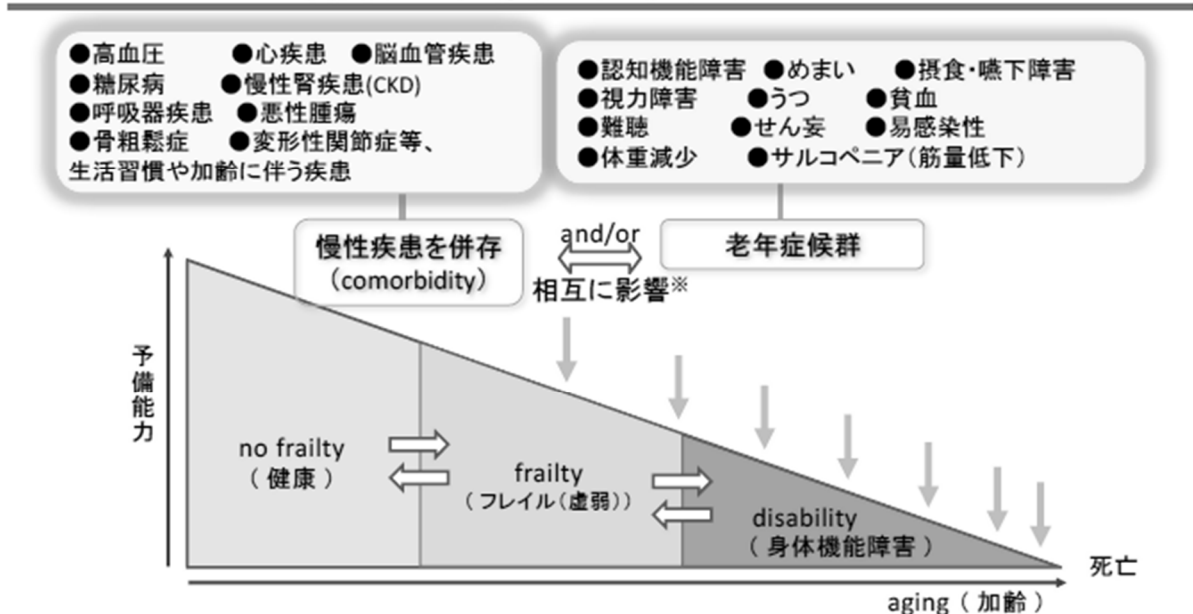 ●高血圧 ●心疾患 ●脳血管疾患
●糖尿病 ●慢性腎疾患(CKD)
●呼吸器疾患 ●悪性腫瘍
●骨粗鬆症 ●変形性関節症等、
生活習慣や加齢に伴う疾患
●認知機能障害 ●めまい ●摂食・嚥下障害
●視力障害 ●うつ ●貧血
●難聴 ●せん妄 ●易感染性
●体重減少 ●サルコペニア(筋量低下)
慢性疾患を併存
(comorbidity)
and/or
相互に影響※
老年症候群
予備能力
no frailty
(健康)
frailty
(フレイル(虚弱))
disability
(身体機能障害)
死亡
aging(加齢)